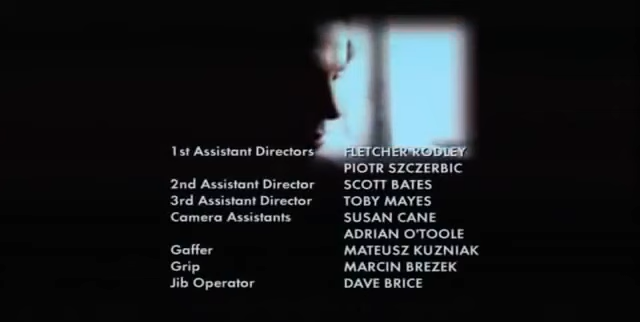 1st Assistant Directors FLETCHER RODLEY
PIOTR SZCZERBIC
2nd Assistant Director SCOTT BATES
3rd Assistant Director TOBY MAYES
Camera Assistants SUSAN CANE
ADRIAN O'TOOLE
Gaffer MATEUSZ KUZNIAK
Grip MARCIN BREZEK
Jib Operator DAVE BRICE